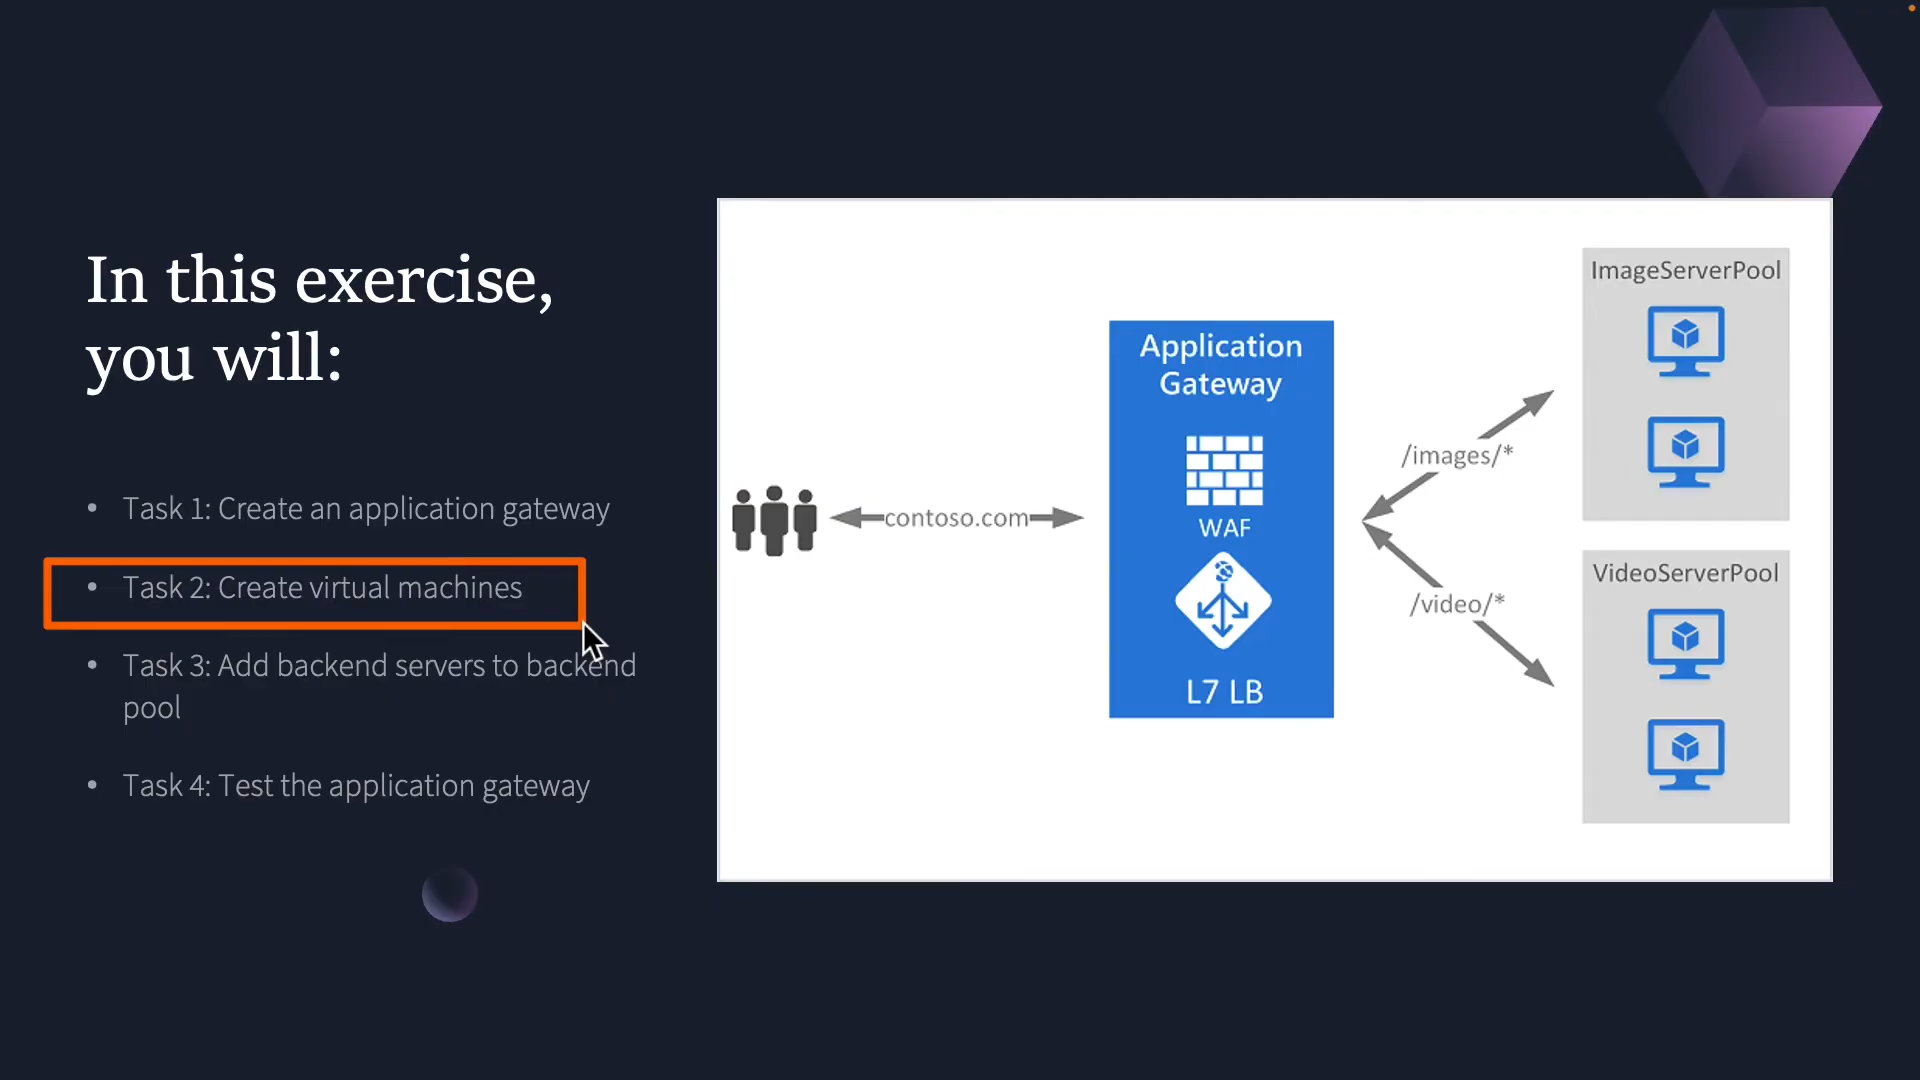 In this exercise,
you will:
• Task 1: Create an application gateway
• Task 2: Create virtual machines
• Task 3: Add backend servers to backend
pool
• Task 4: Test the application gateway
contoso.com
Application
Gateway
WAF
L7 LB
/images/*
/video/*
ImageServerPool
VideoServerPool